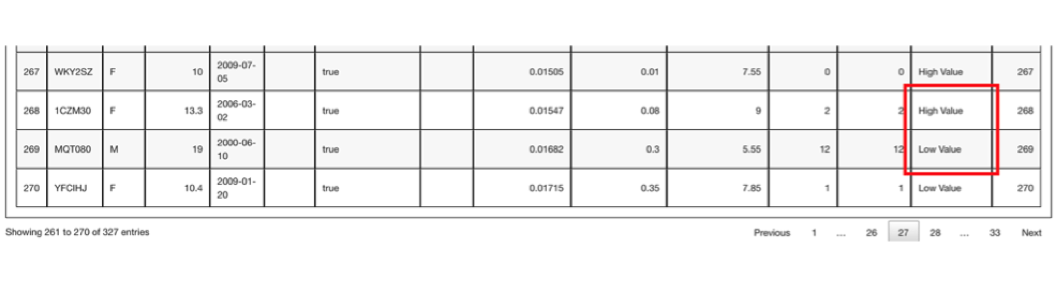 267 WKY2SZ F 10 2009-07-05 true 0.01505 0.01 7.55 0 0 High Value 267
268 1CZM30 F 13.3 2006-03-02 true 0.01547 0.08 9 2 2 High Value 268
269 MQT080 M 19 2000-06-10 true 0.01682 0.3 5.55 12 12 Low Value 269
270 YFCIHJ F 10.4 2009-01-20 true 0.01715 0.35 7.85 1 1 Low Value 270
Showing 261 to 270 of 327 entries Previous 1 ... 26 27 28 ... 33 Next